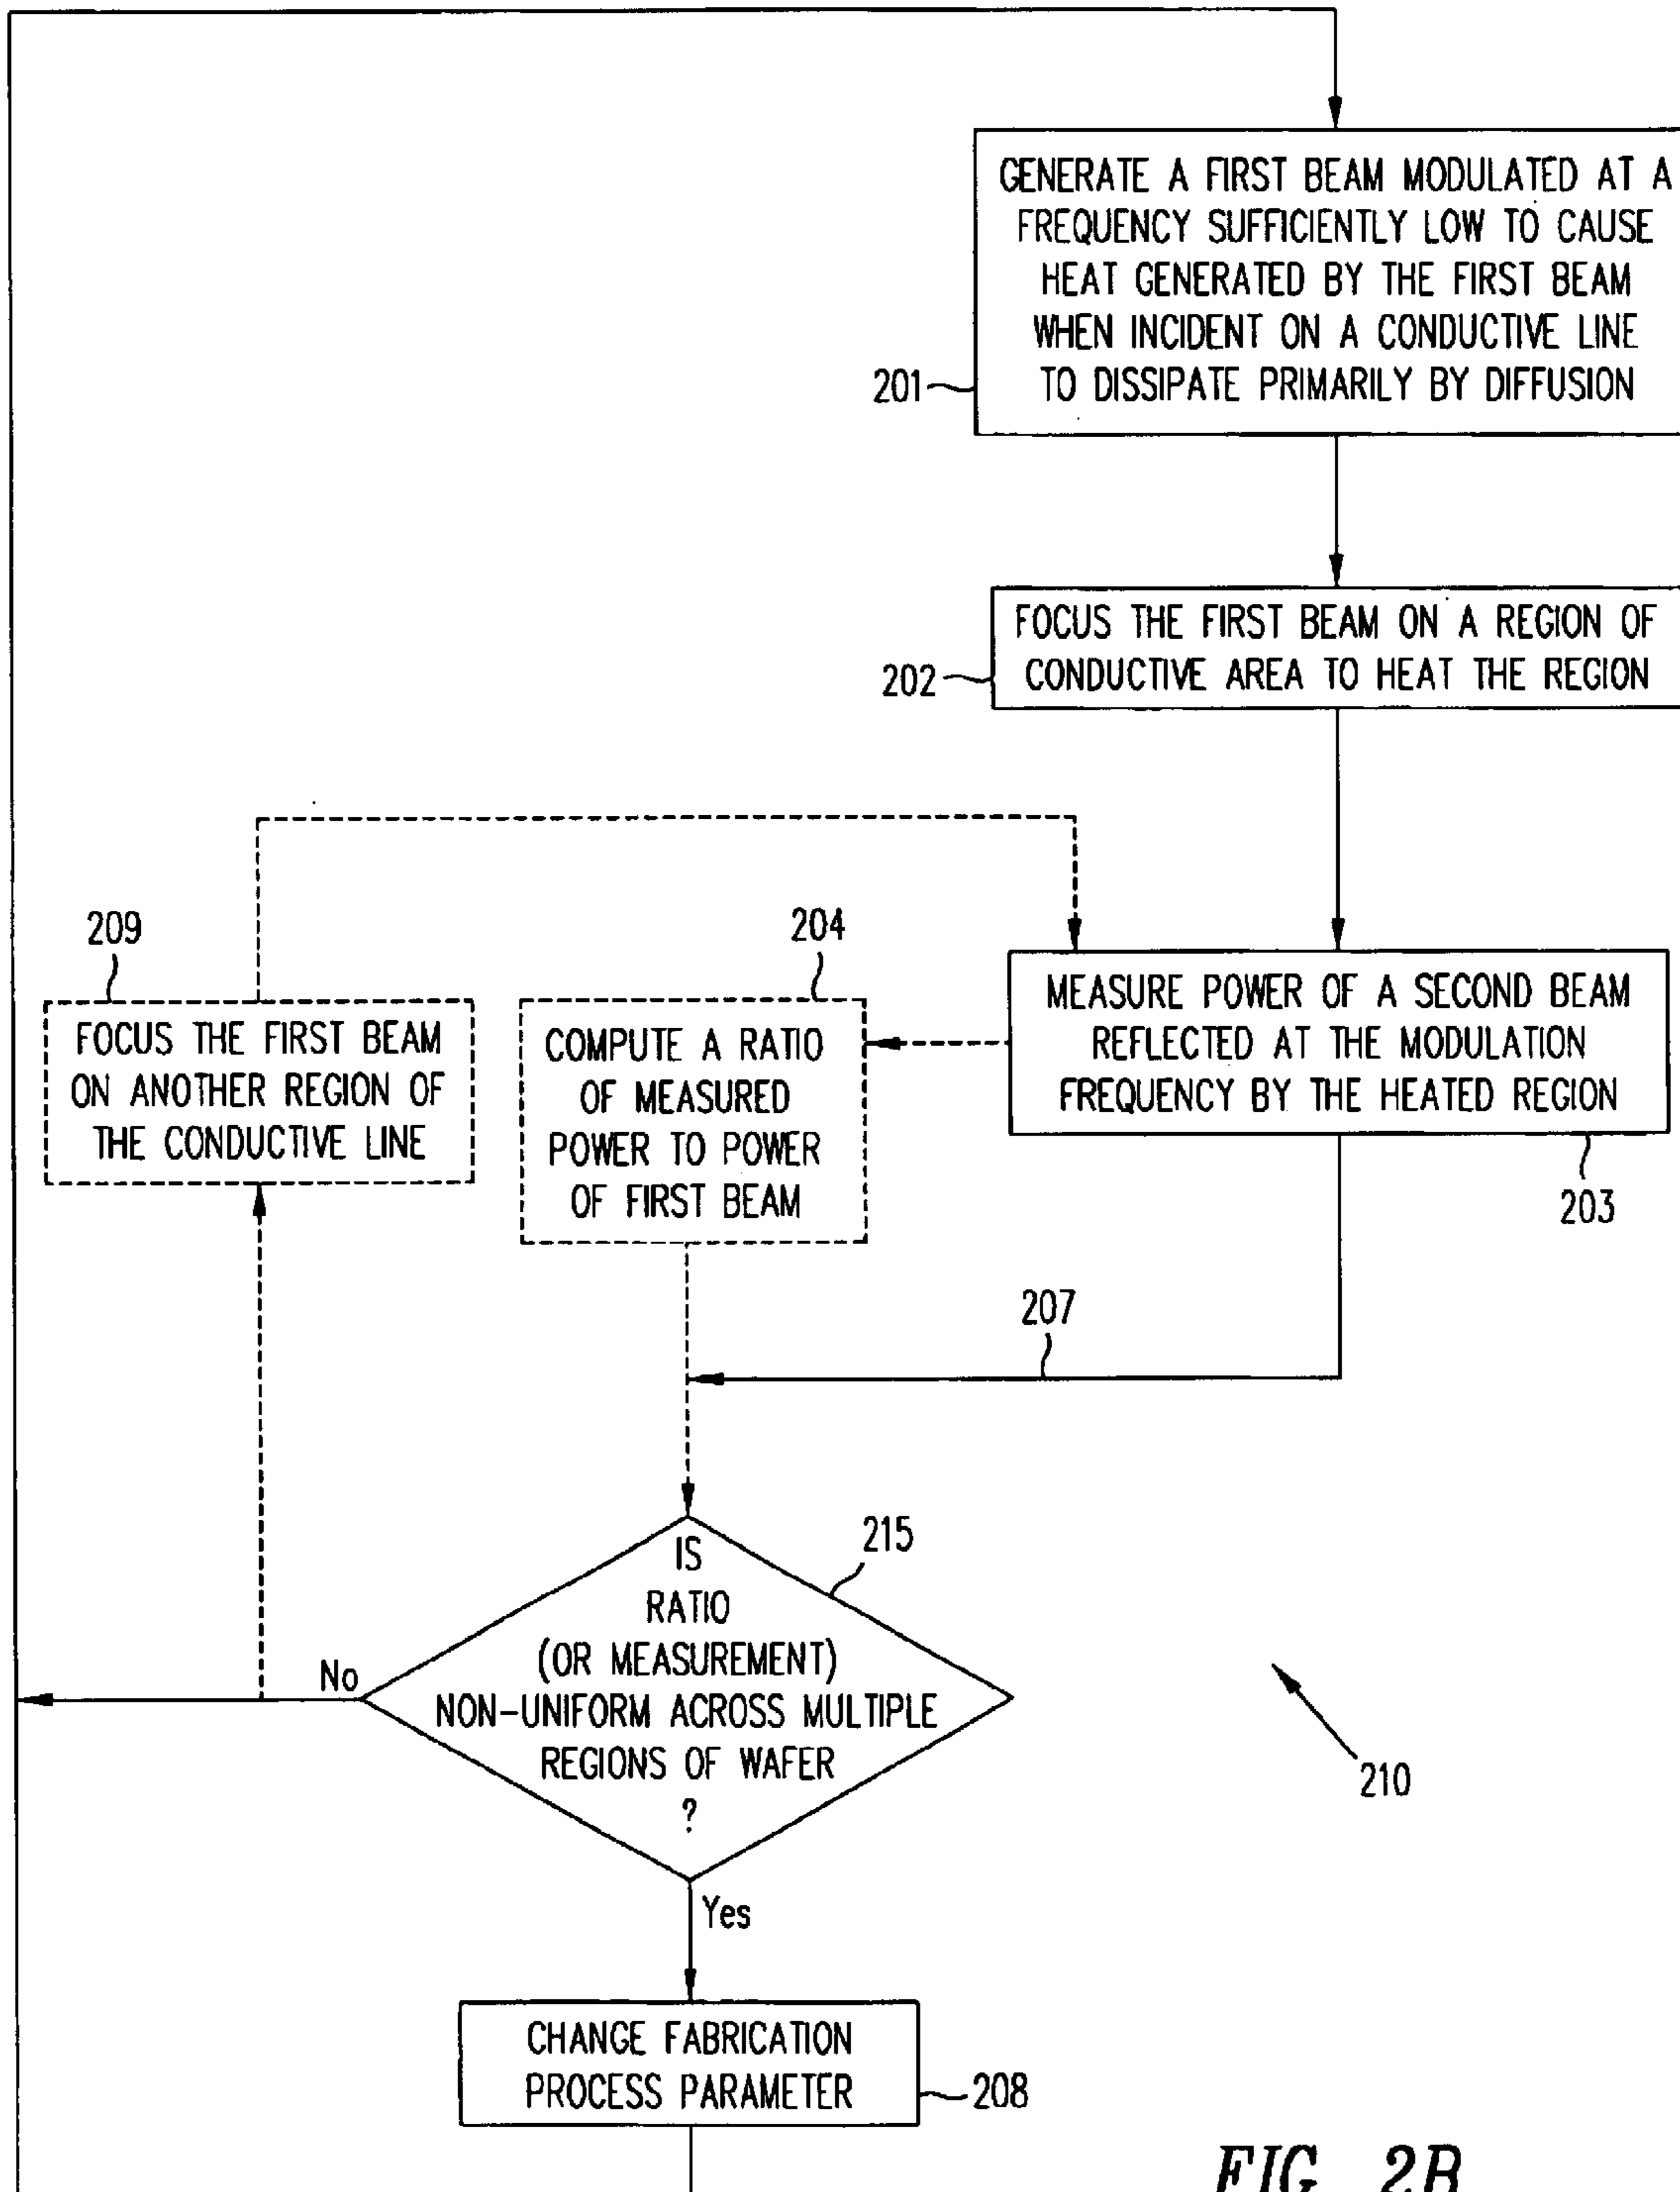 GENERATE A FIRST BEAM MODULATED AT A
FREQUENCY SUFFICIENTLY LOW TO CAUSE
HEAT GENERATED BY THE FIRST BEAM
WHEN INCIDENT ON A CONDUCTIVE LINE
TO DISSIPATE PRIMARILY BY DIFFUSION
201
FOCUS THE FIRST BEAM ON A REGION OF
CONDUCTIVE AREA TO HEAT THE REGION
202
209
204
FOCUS THE FIRST BEAM
ON ANOTHER REGION OF
THE CONDUCTIVE LINE
COMPUTE A RATIO
OF MEASURED
POWER TO POWER
OF FIRST BEAM
MEASURE POWER OF A SECOND BEAM
REFLECTED AT THE MODULATION
FREQUENCY BY THE HEATED REGION
203
207
215
IS
RATIO
(OR MEASUREMENT)
NON-UNIFORM ACROSS MULTIPLE
REGIONS OF WAFER
?
No
210
Yes
CHANGE FABRICATION
PROCESS PARAMETER
208
FIG. 2B